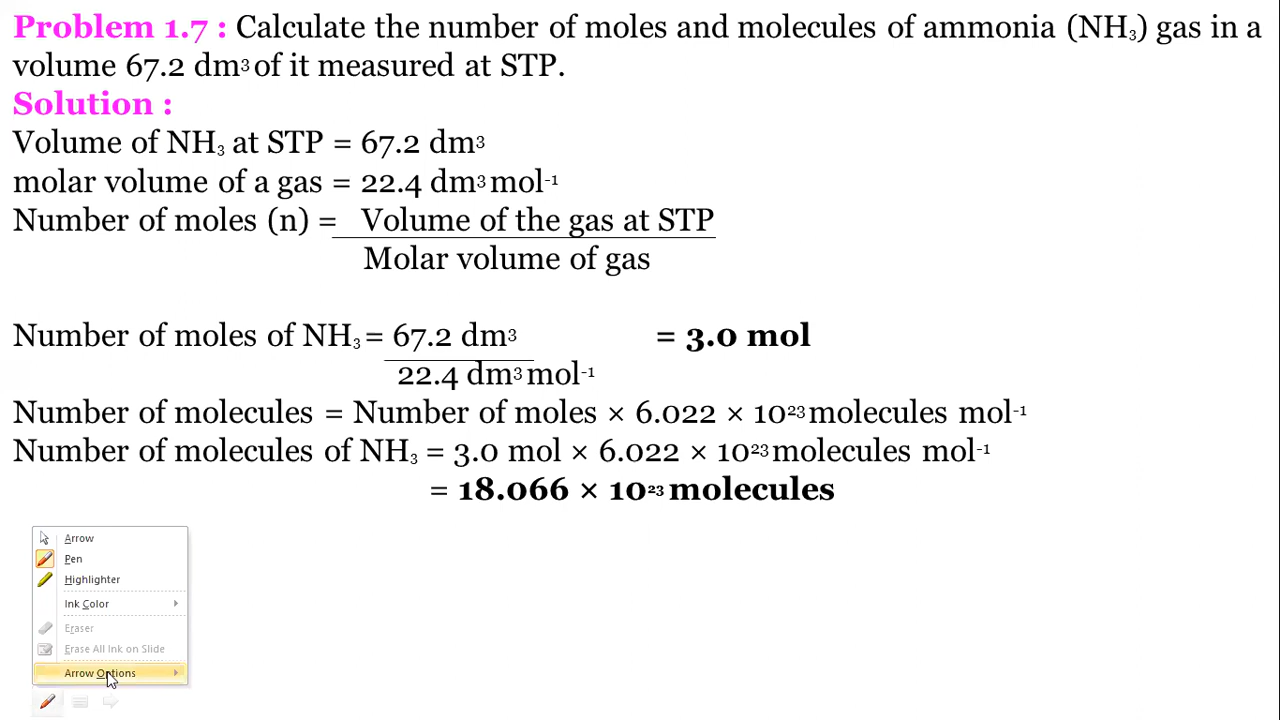 Problem 1.7 : Calculate the number of moles and molecules of ammonia (NH₃) gas in a
volume 67.2 dm³ of it measured at STP.
Solution :
Volume of NH₃ at STP = 67.2 dm³
molar volume of a gas = 22.4 dm³ mol⁻¹
Number of moles (n) = Volume of the gas at STP
Molar volume of gas
Number of moles of NH₃ = 67.2 dm³ = 3.0 mol
22.4 dm³ mol⁻¹
Number of molecules = Number of moles × 6.022 × 10²³ molecules mol⁻¹
Number of molecules of NH₃ = 3.0 mol × 6.022 × 10²³ molecules mol⁻¹
= 18.066 × 10²³ molecules
Arrow
Pen
Highlighter
Ink Color
Eraser
Erase All Ink on Slide
Arrow Options